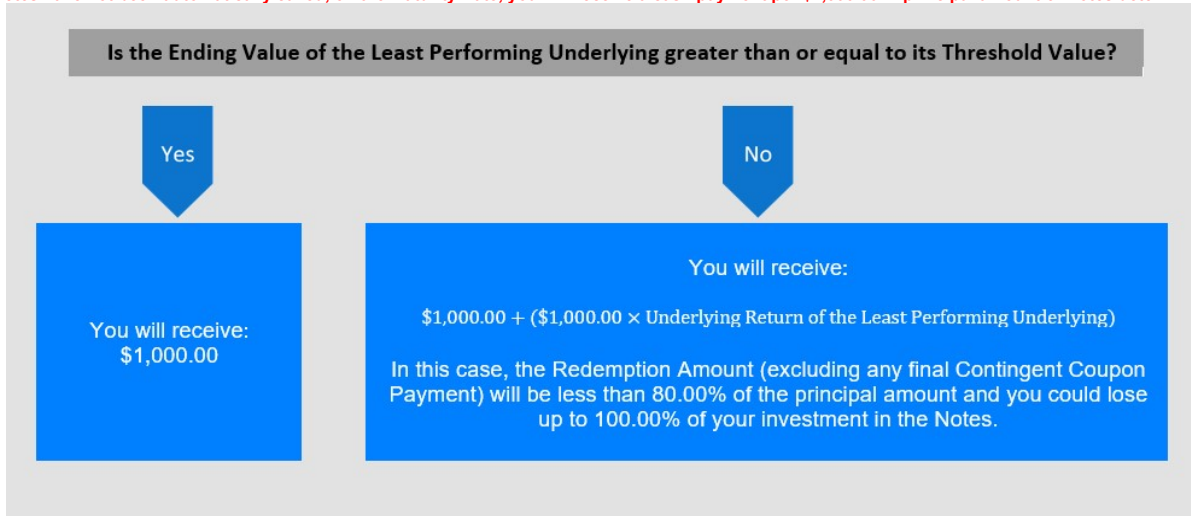 Is the Ending Value of the Least Performing Underlying greater than or equal to its Threshold Value?
Yes
No
You will receive:
$1,000.00
You will receive:
$1,000.00 + ($1,000.00 × Underlying Return of the Least Performing Underlying)
In this case, the Redemption Amount (excluding any final Contingent Coupon
Payment) will be less than 80.00% of the principal amount and you could lose
up to 100.00% of your investment in the Notes.